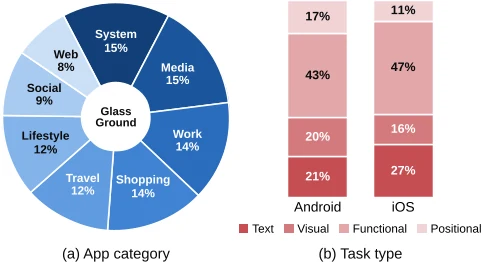 System
15%
Media
15%
Work
14%
Shopping
14%
Travel
12%
Lifestyle
12%
Social
9%
Web
8%
Glass
Ground
(a) App category
17%
43%
20%
21%
11%
47%
16%
27%
Android
iOS
Text
Visual
Functional
Positional
(b) Task type